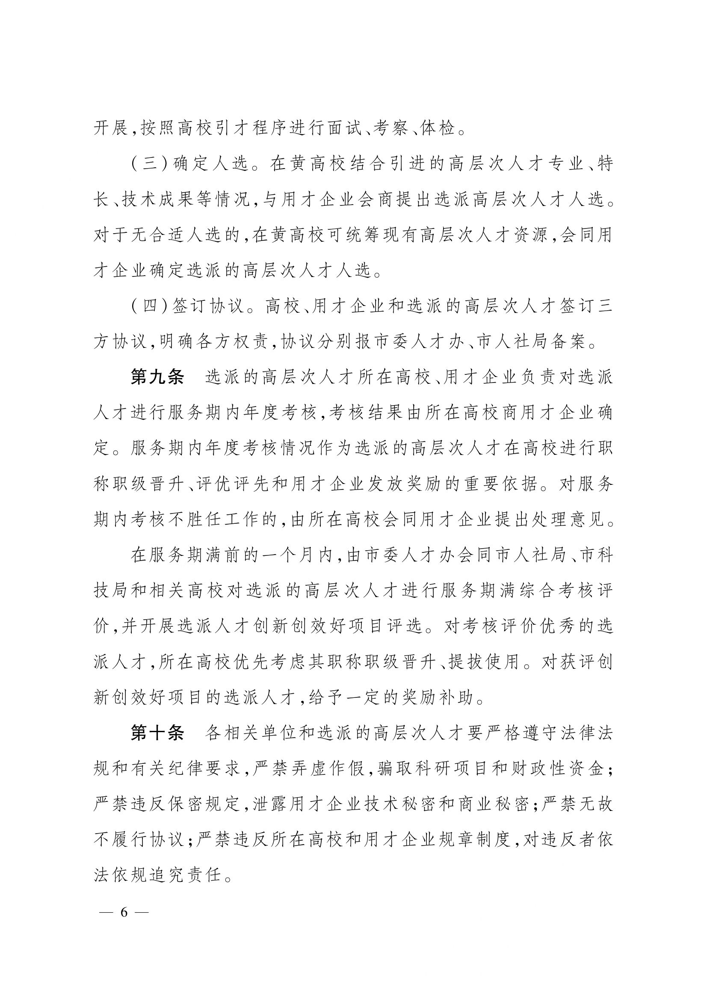 开展,按照高校引才程序进行面试、考察、体检。
(三)确定人选。在黄高校结合引进的高层次人才专业、特
长、技术成果等情况,与用才企业会商提出选派高层次人才人选。
对于无合适人选的,在黄高校可统筹现有高层次人才资源,会同用
才企业确定选派的高层次人才人选。
(四)签订协议。高校、用才企业和选派的高层次人才签订三
方协议,明确各方权责,协议分别报市委人才办、市人社局备案。
第九条 选派的高层次人才所在高校、用才企业负责对选派
人才进行服务期内年度考核,考核结果由所在高校商用才企业确
定。服务期内年度考核情况作为选派的高层次人才在高校进行职
称职级晋升、评优评先和用才企业发放奖励的重要依据。对服务
期内考核不胜任工作的,由所在高校会同用才企业提出处理意见。
在服务期满前的一个月内,由市委人才办会同市人社局、市科
技局和相关高校对选派的高层次人才进行服务期满综合考核评
价,并开展选派人才创新创效好项目评选。对考核评价优秀的选
派人才,所在高校优先考虑其职称职级晋升、提拔使用。对获评创
新创效好项目的选派人才,给予一定的奖励补助。
第十条 各相关单位和选派的高层次人才要严格遵守法律法
规和有关纪律要求,严禁弄虚作假,骗取科研项目和财政性资金;
严禁违反保密规定,泄露用才企业技术秘密和商业秘密;严禁无故
不履行协议;严禁违反所在高校和用才企业规章制度,对违反者依
法依规追究责任。
— 6 —